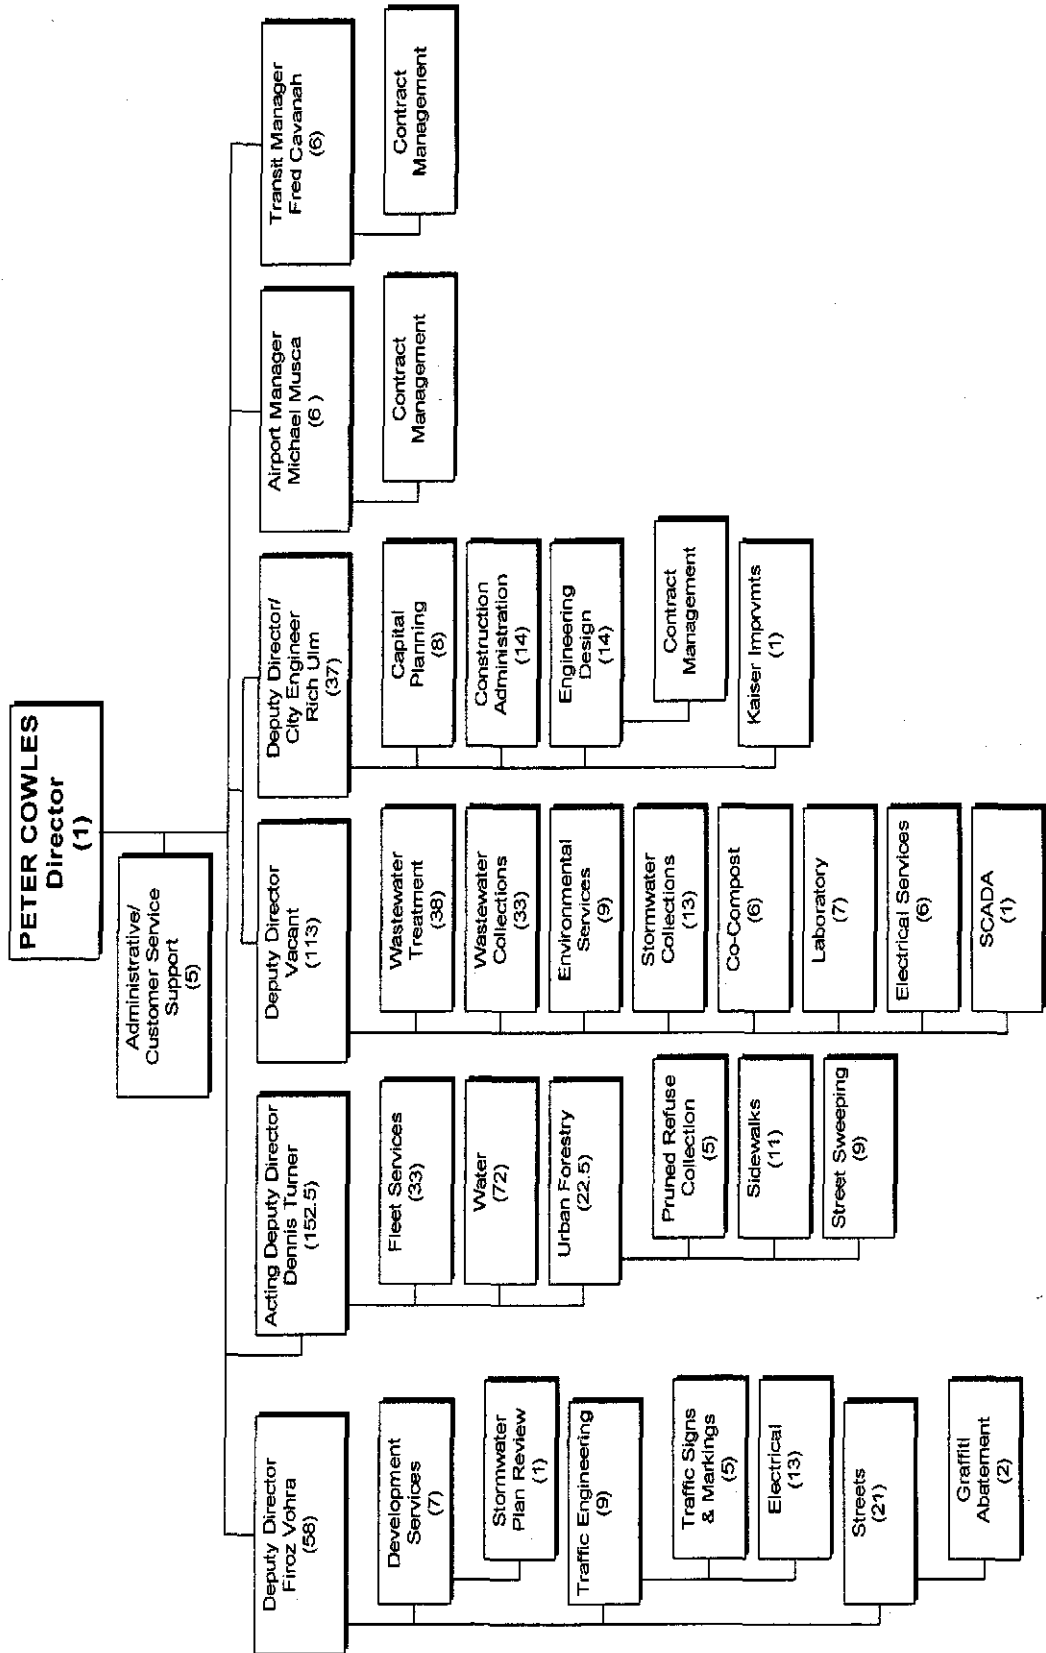 PETER COWLES
Director
(1)
Administrative/
Customer Service
Support
(5)
Deputy Director
Firoz Vohra
(58)
Development
Services
(7)
Stormwater
Plan Review
(1)
Traffic Engineering
(9)
Traffic Signs
& Markings
(5)
Electrical
(13)
Streets
(21)
Graffiti
Abatement
(2)
Acting Deputy Director
Dennis Turner
(152.5)
Fleet Services
(33)
Water
(72)
Urban Forestry
(22.5)
Pruned Refuse
Collection
(5)
Sidewalks
(11)
Street Sweeping
(9)
Deputy Director
Vacant
(113)
Wastewater
Treatment
(38)
Wastewater
Collections
(33)
Environmental
Services
(9)
Stormwater
Collections
(13)
Co-Compost
(6)
Laboratory
(7)
Electrical Services
(6)
SCADA
(1)
Deputy Director/
City Engineer
Rich Ulm
(37)
Capital
Planning
(8)
Construction
Administration
(14)
Engineering
Design
(14)
Contract
Management
Kaiser Imprvmts
(1)
Airport Manager
Michael Musca
(6)
Contract
Management
Transit Manager
Fred Cavanah
(6)
Contract
Management